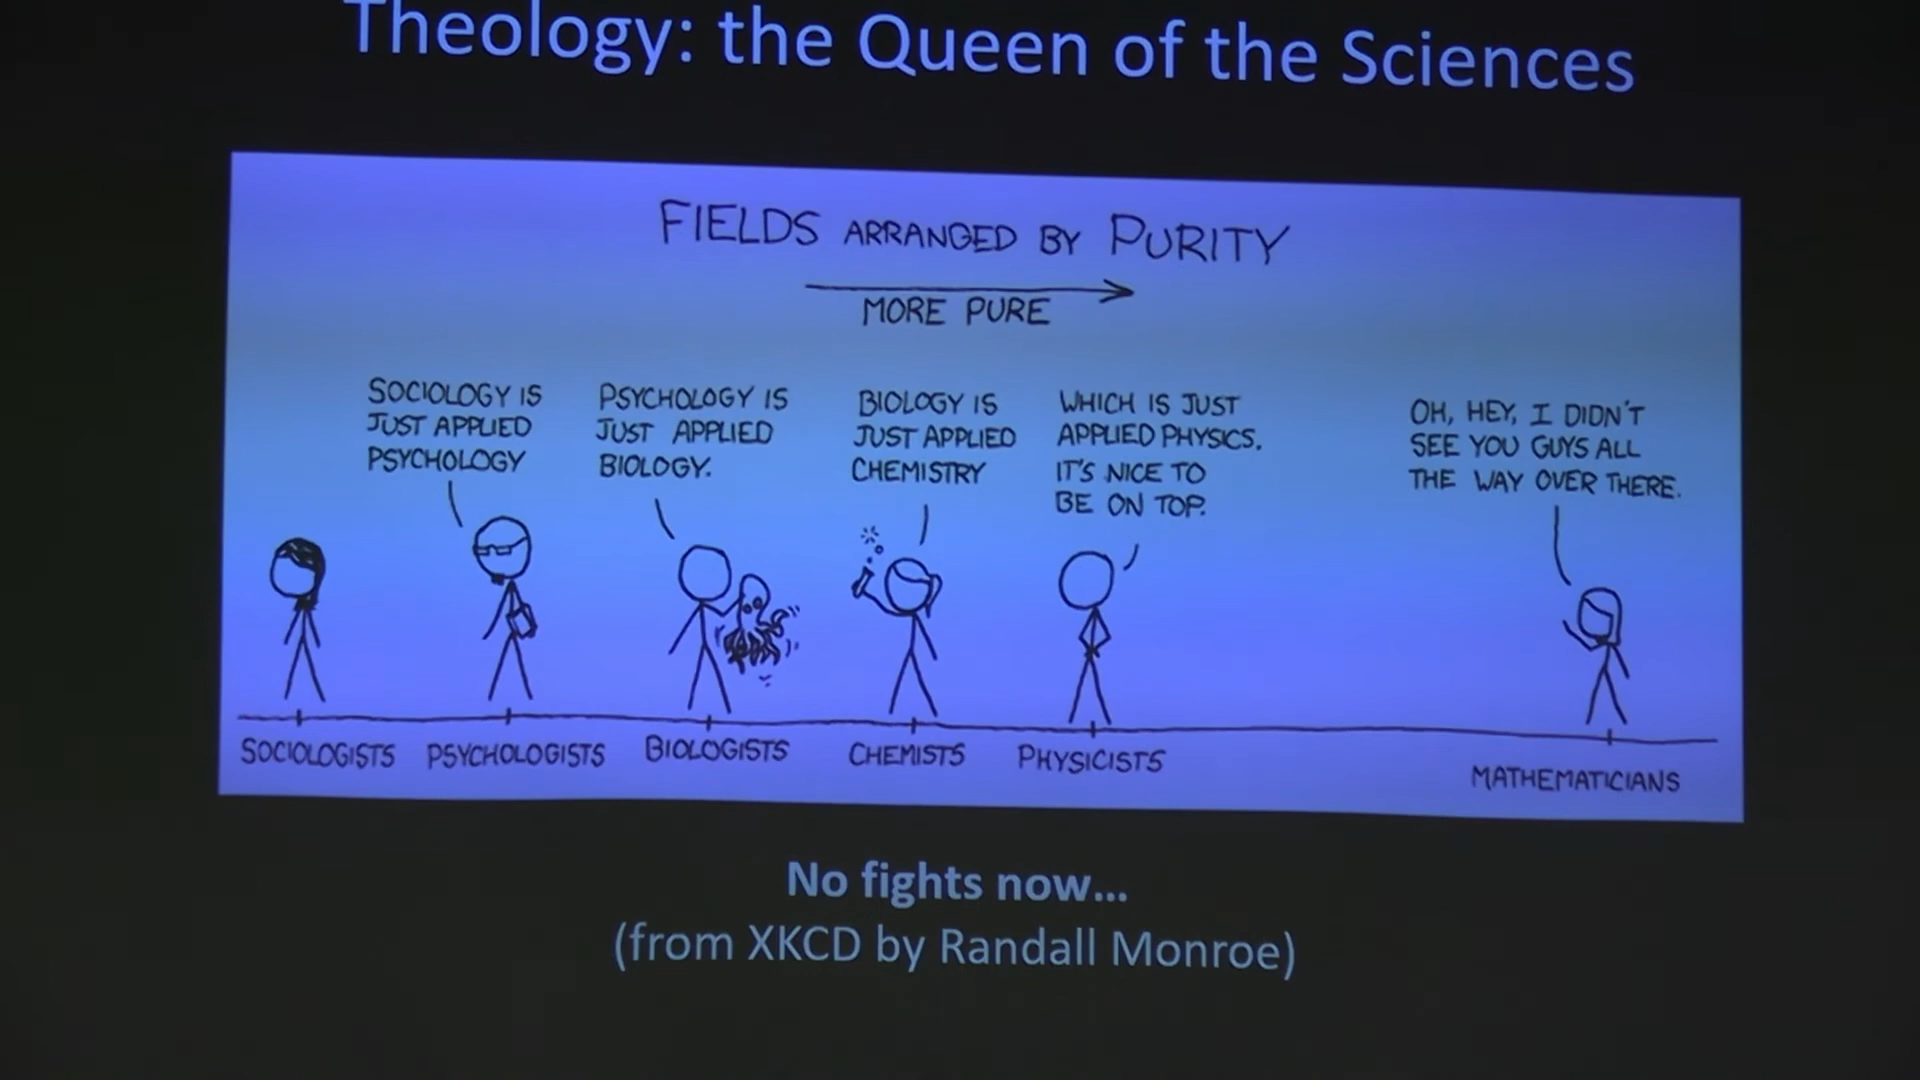 Theology: the Queen of the Sciences
FIELDS ARRANGED BY PURITY
MORE PURE
SOCIOLOGY IS
JUST APPLIED
PSYCHOLOGY
PSYCHOLOGY IS
JUST APPLIED
BIOLOGY.
BIOLOGY IS
JUST APPLIED
CHEMISTRY
WHICH IS JUST
APPLIED PHYSICS.
IT'S NICE TO
BE ON TOP.
OH, HEY, I DIDN'T
SEE YOU GUYS ALL
THE WAY OVER THERE.
SOCIOLOGISTS
PSYCHOLOGISTS
BIOLOGISTS
CHEMISTS
PHYSICISTS
MATHEMATICIANS
No fights now...
(from XKCD by Randall Monroe)